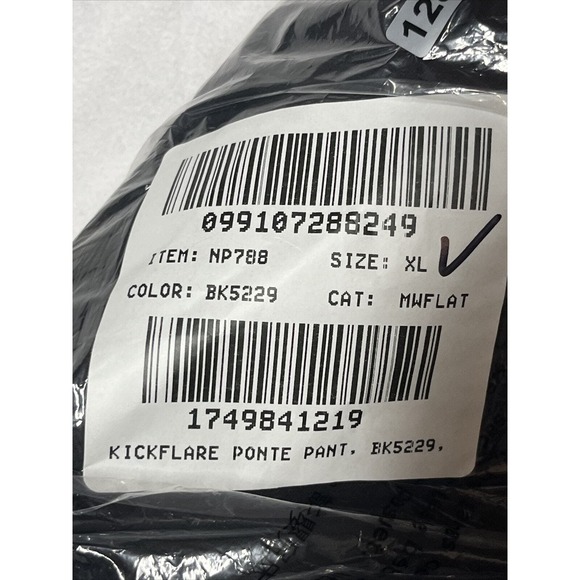 099107288249
ITEM: NP788 SIZE: XL
COLOR: BK5229 CAT: MWFLAT
1749841219
KICKFLARE PONTE PANT, BK5229,